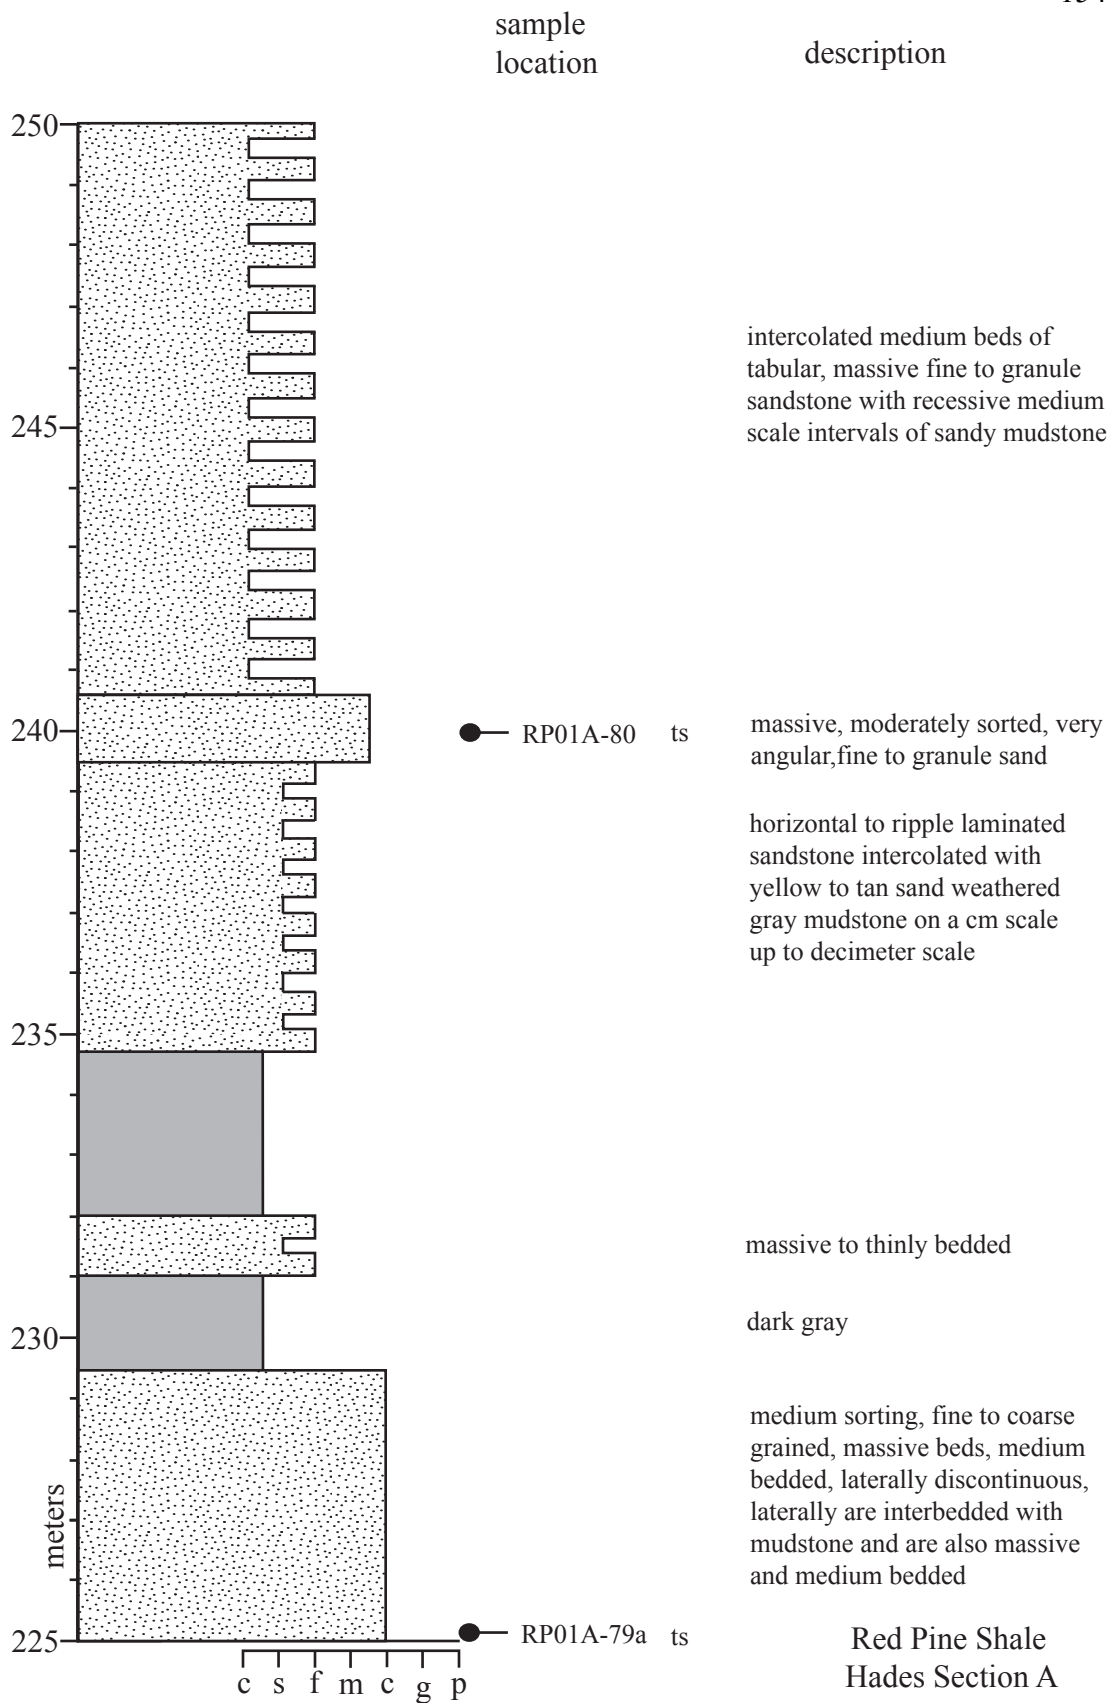 sample
location
description
250
intercolated medium beds of
tabular, massive fine to granule
sandstone with recessive medium
scale intervals of sandy mudstone
245
240
RP01A-80 ts
massive, moderately sorted, very
angular,fine to granule sand
horizontal to ripple laminated
sandstone intercolated with
yellow to tan sand weathered
gray mudstone on a cm scale
up to decimeter scale
235
massive to thinly bedded
dark gray
230
medium sorting, fine to coarse
grained, massive beds, medium
bedded, laterally discontinuous,
laterally are interbedded with
mudstone and are also massive
and medium bedded
meters
225
RP01A-79a ts
c s f m c g p
Red Pine Shale
Hades Section A